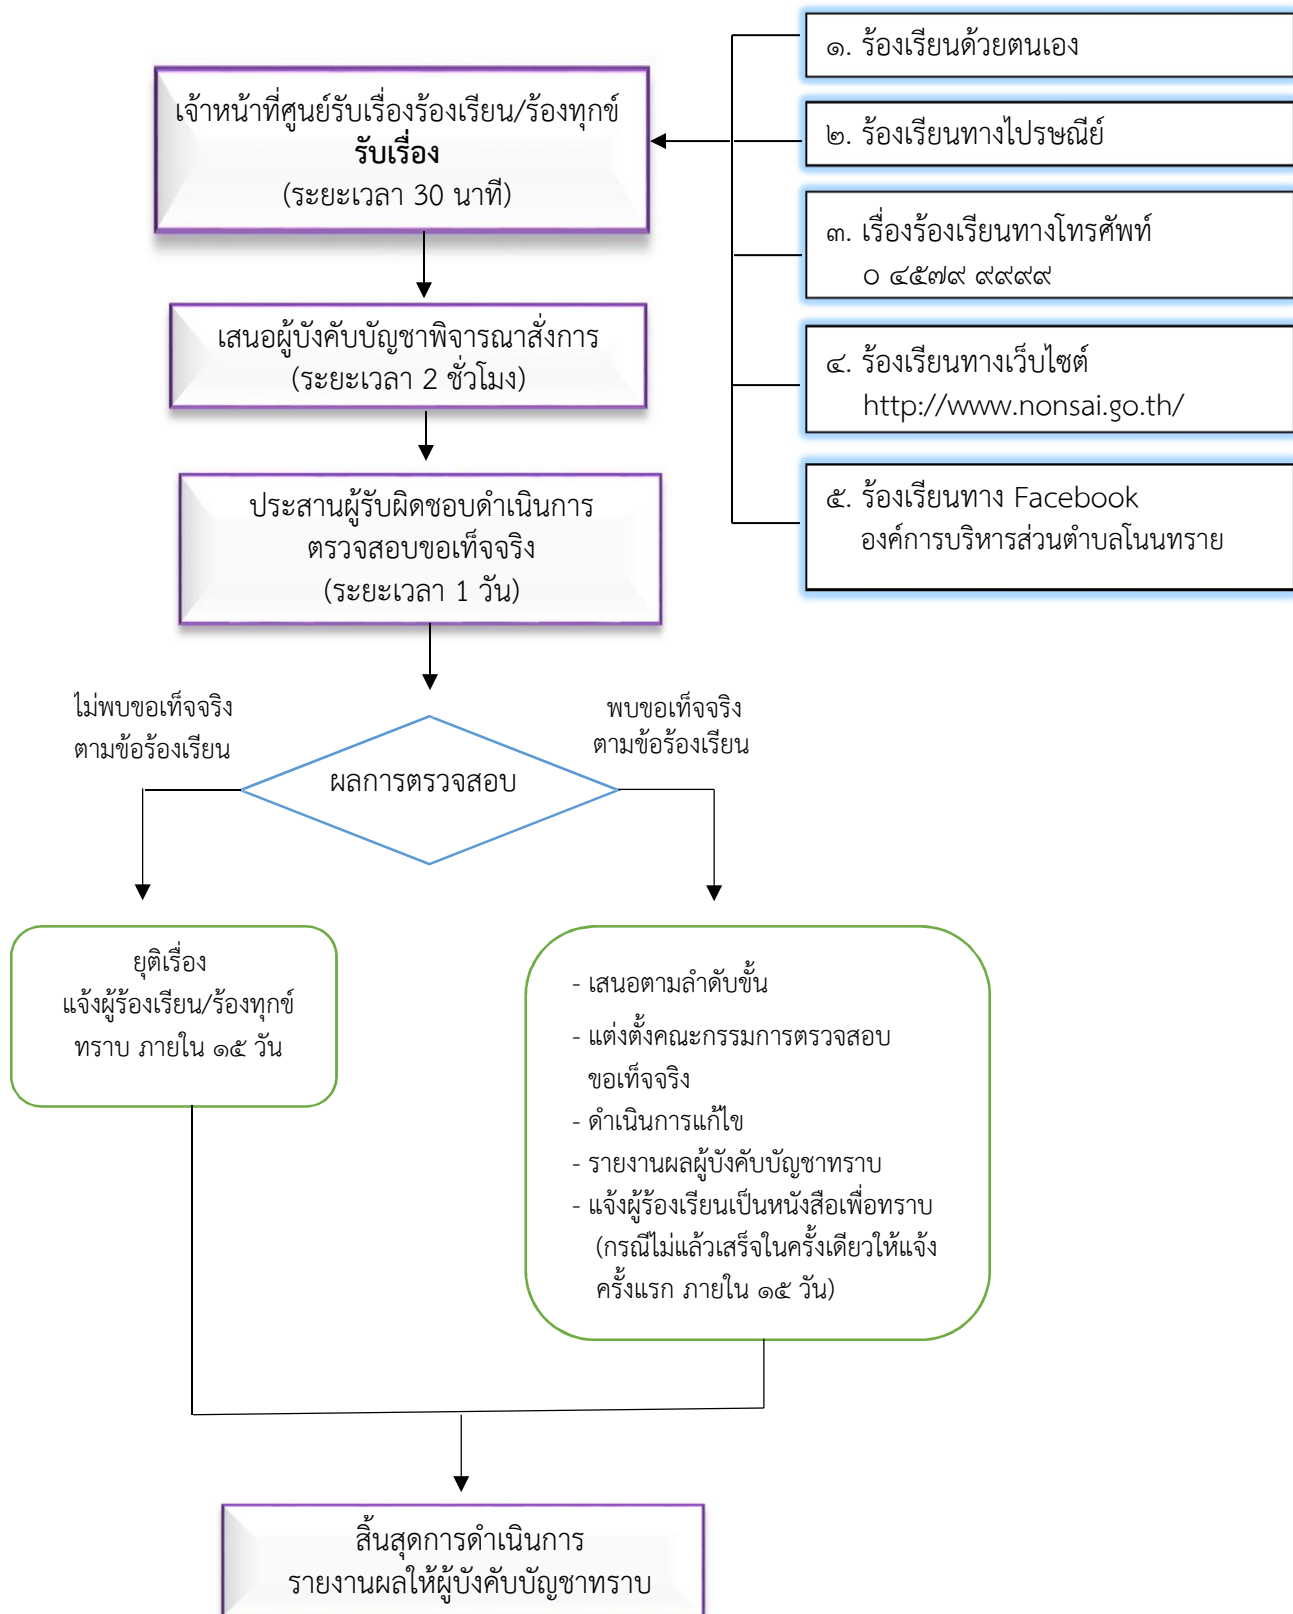 ๑. ร้องเรียนด้วยตนเอง
เจ้าหน้าที่ศูนย์รับเรื่องร้องเรียน/ร้องทุกข์
รับเรื่อง
(ระยะเวลา 30 นาที)
๒. ร้องเรียนทางไปรษณีย์
๓. เรื่องร้องเรียนทางโทรศัพท์
๐ ๔๕๗๙ ๙๙๙๙
เสนอผู้บังคับบัญชาพิจารณาสั่งการ
(ระยะเวลา 2 ชั่วโมง)
๔. ร้องเรียนทางเว็บไซต์
http://www.nonsai.go.th/
๕. ร้องเรียนทาง Facebook
องค์การบริหารส่วนตำบลโนนทราย
ประสานผู้รับผิดชอบดำเนินการ
ตรวจสอบขอเท็จจริง
(ระยะเวลา 1 วัน)
ไม่พบขอเท็จจริง
ตามข้อร้องเรียน
พบขอเท็จจริง
ตามข้อร้องเรียน
ผลการตรวจสอบ
ยุติเรื่อง
แจ้งผู้ร้องเรียน/ร้องทุกข์
ทราบ ภายใน ๑๕ วัน
- เสนอตามลำดับขั้น
- แต่งตั้งคณะกรรมการตรวจสอบ
ขอเท็จจริง
- ดำเนินการแก้ไข
- รายงานผลผู้บังคับบัญชาทราบ
- แจ้งผู้ร้องเรียนเป็นหนังสือเพื่อทราบ
(กรณีไม่แล้วเสร็จในครั้งเดียวให้แจ้ง
ครั้งแรก ภายใน ๑๕ วัน)
สิ้นสุดการดำเนินการ
รายงานผลให้ผู้บังคับบัญชาทราบ